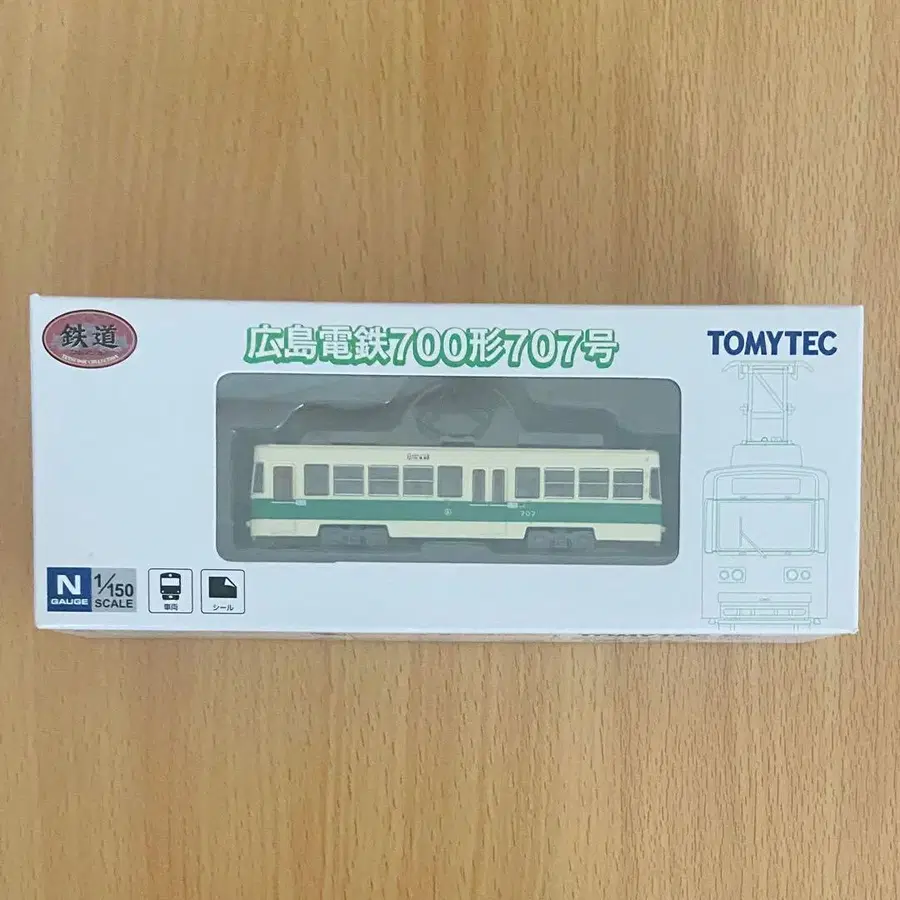 鉄道
広島電鉄700形707号
TOMYTEC
707
N
GAUGE
1/150
SCALE
車両
シール